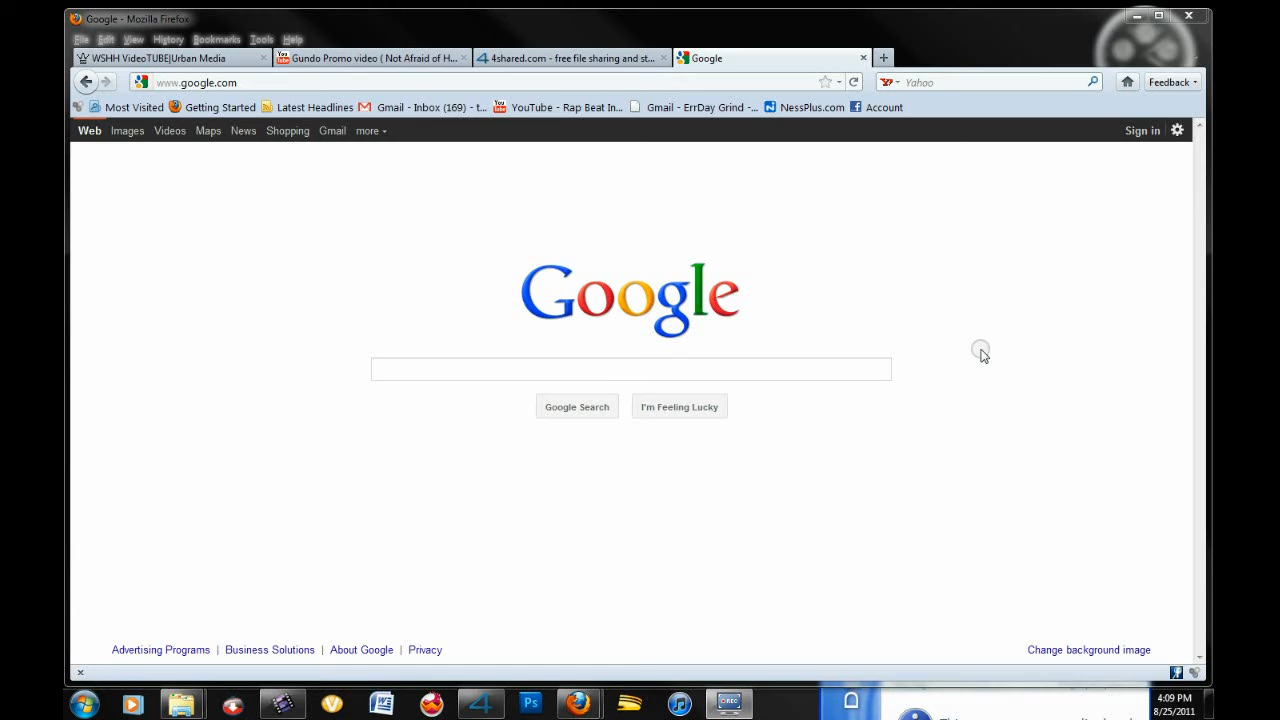 Google - Mozilla Firefox
File Edit View History Bookmarks Tools Help
WSHH VideoTUBE|Urban Media
Gundo Promo video ( Not Afraid of H...
4shared.com - free file sharing and st...
Google
www.google.com
Yahoo
Feedback
Most Visited
Getting Started
Latest Headlines
Gmail - Inbox (169) - t...
YouTube - Rap Beat In...
Gmail - ErrDay Grind -...
NessPlus.com
Account
Web Images Videos Maps News Shopping Gmail more
Sign in
Google
Google Search
I'm Feeling Lucky
Advertising Programs | Business Solutions | About Google | Privacy
Change background image
4:09 PM
8/25/2011